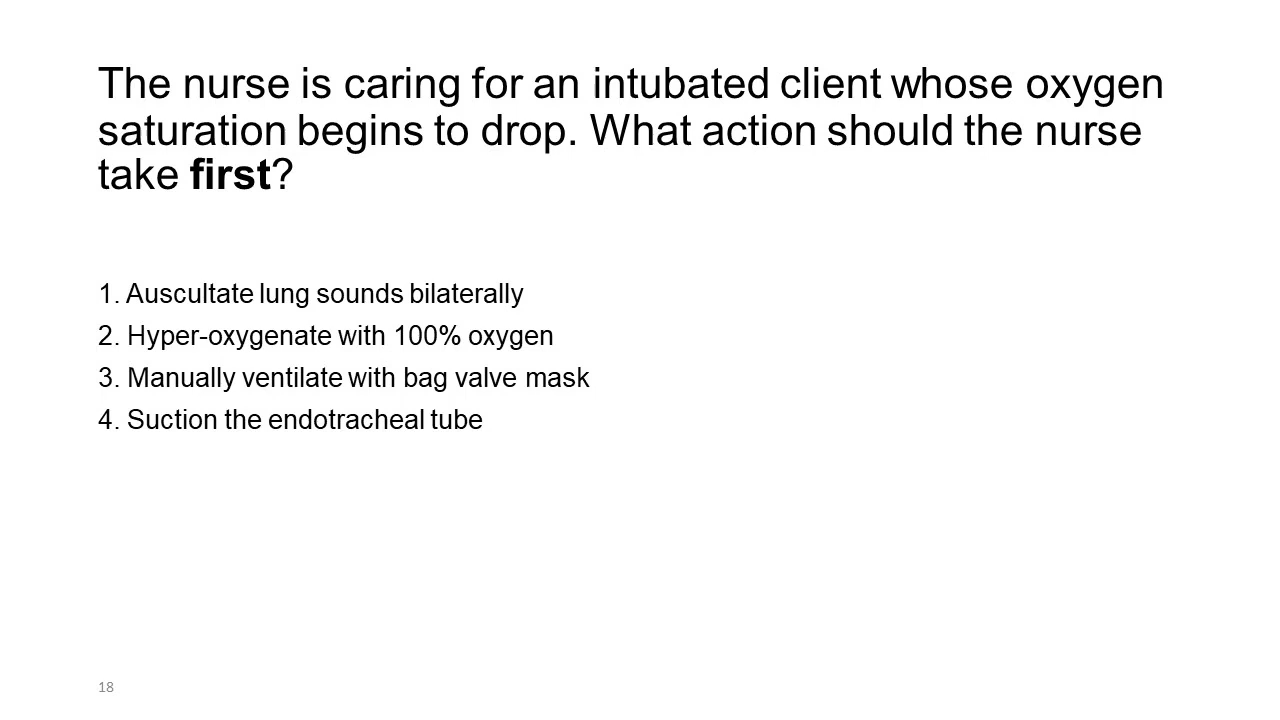 The nurse is caring for an intubated client whose oxygen
saturation begins to drop. What action should the nurse
take first?
1. Auscultate lung sounds bilaterally
2. Hyper-oxygenate with 100% oxygen
3. Manually ventilate with bag valve mask
4. Suction the endotracheal tube
18